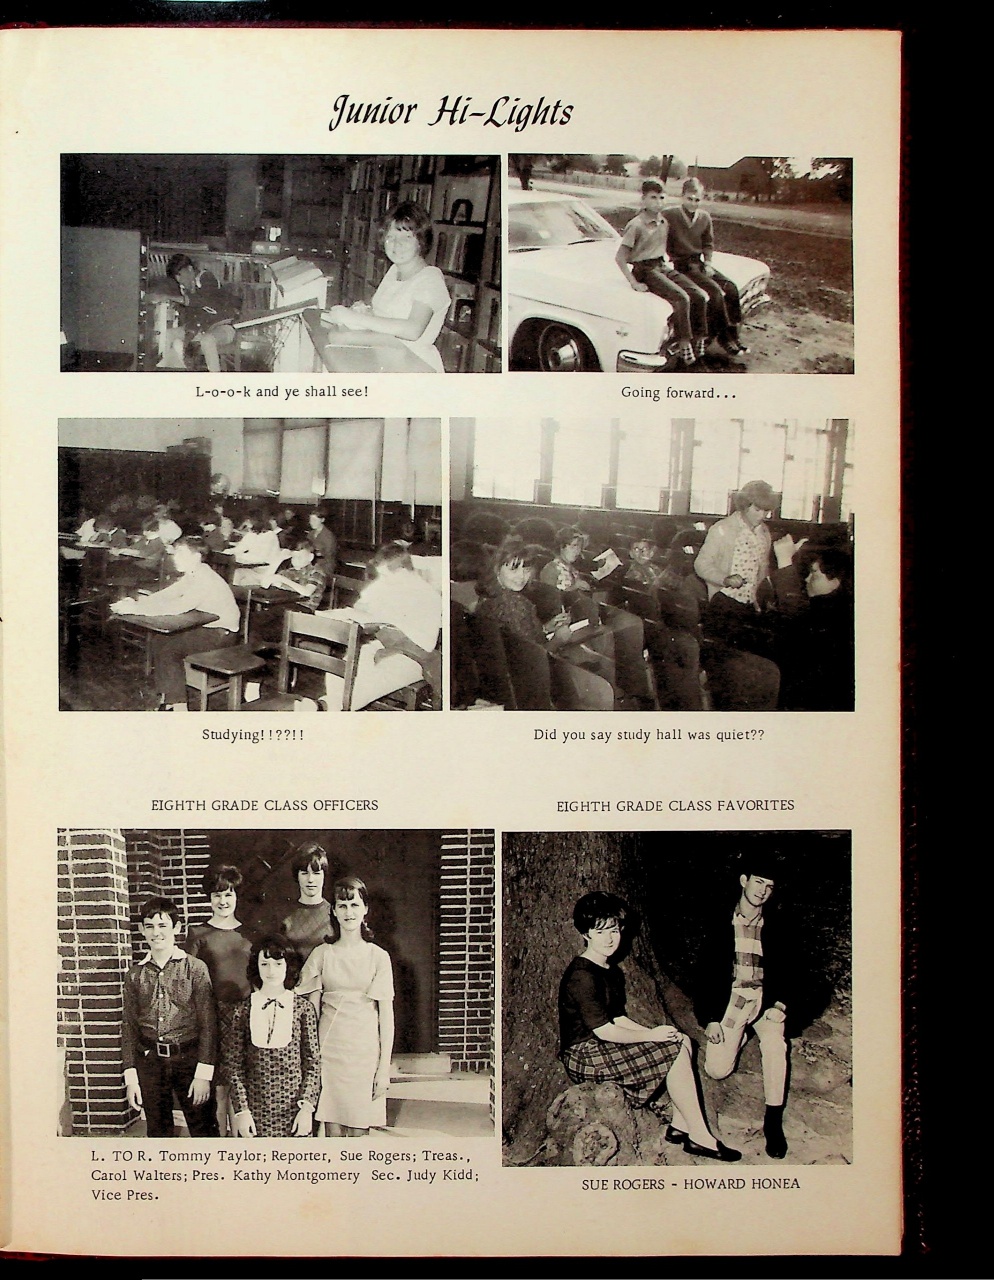 Junior Hi-Lights
L-o-o-k and ye shall see!
Going forward...
Studying!!??!!
Did you say study hall was quiet??
EIGHTH GRADE CLASS OFFICERS
EIGHTH GRADE CLASS FAVORITES
L. TO R. Tommy Taylor; Reporter, Sue Rogers; Treas.,
Carol Walters; Pres. Kathy Montgomery Sec. Judy Kidd;
Vice Pres.
SUE ROGERS - HOWARD HONEA